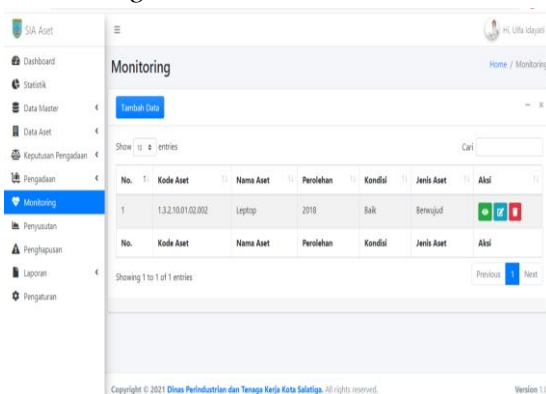 SIA Aset
Hi, Ulfa Idayati
Dashboard
Statistik
Data Master
Data Aset
Keputusan Pengadaan
Pengadaan
Monitoring
Penyusutan
Penghapusan
Laporan
Pengaturan
Monitoring
Home / Monitoring
Tambah Data
Show 10 entries
Cari
No. Kode Aset Nama Aset Perolehan Kondisi Jenis Aset Aksi
1 1.3.2.10.01.02.002 Leptop 2018 Baik Berwujud
No. Kode Aset Nama Aset Perolehan Kondisi Jenis Aset Aksi
Showing 1 to 1 of 1 entries
Previous 1 Next
Copyright © 2021 Dinas Perindustrian dan Tenaga Kerja Kota Salatiga. All rights reserved.
Version 1.0